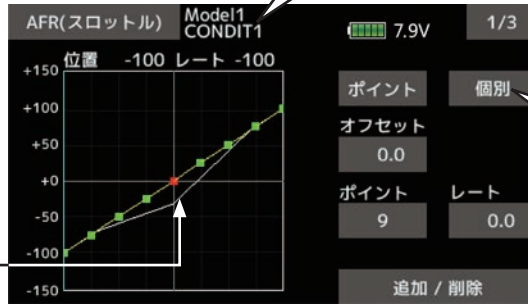 AFR(スロットル)
Model1
CONDIT1
7.9V
1/3
位置 -100 レート -100
+150
+100
+50
+0
-50
-100
-150
ポイント
個別
オフセット
0.0
ポイント
レート
9
0.0
追加 / 削除